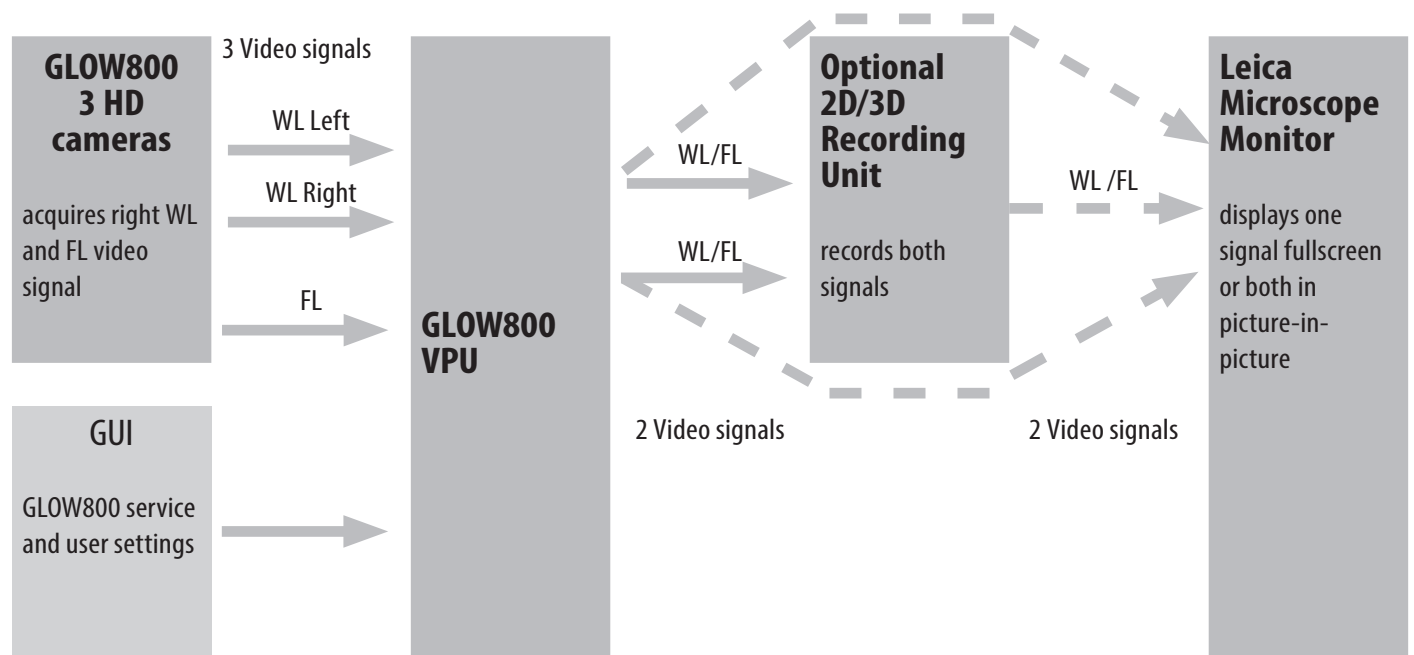 GLOW800
3 HD
cameras
acquires right WL
and FL video
signal
3 Video signals
WL Left
WL Right
FL
GUI
GLOW800 service
and user settings
GLOW800
VPU
WL/FL
WL/FL
2 Video signals
Optional
2D/3D
Recording
Unit
records both
signals
WL /FL
2 Video signals
Leica
Microscope
Monitor
displays one
signal fullscreen
or both in
picture-in-
picture